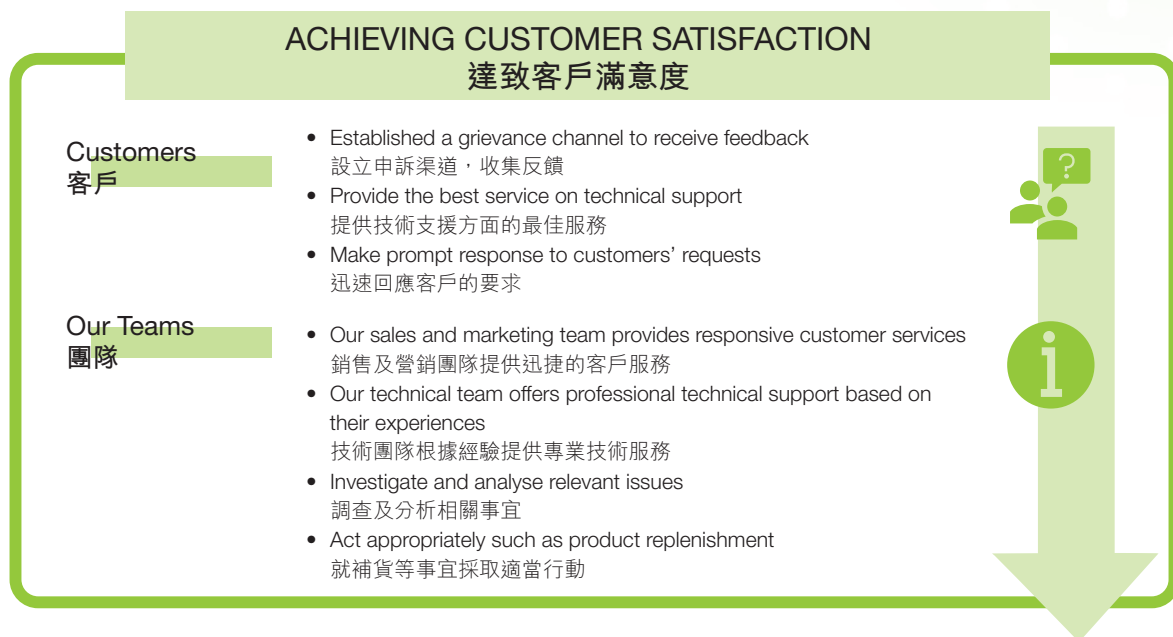 ACHIEVING CUSTOMER SATISFACTION
達致客戶滿意度
Customers
客戶
• Established a grievance channel to receive feedback
設立申訴渠道，收集反饋
• Provide the best service on technical support
提供技術支援方面的最佳服務
• Make prompt response to customers’ requests
迅速回應客戶的要求
Our Teams
團隊
• Our sales and marketing team provides responsive customer services
銷售及營銷團隊提供迅捷的客戶服務
• Our technical team offers professional technical support based on
their experiences
技術團隊根據經驗提供專業技術服務
• Investigate and analyse relevant issues
調查及分析相關事宜
• Act appropriately such as product replenishment
就補貨等事宜採取適當行動
?
i